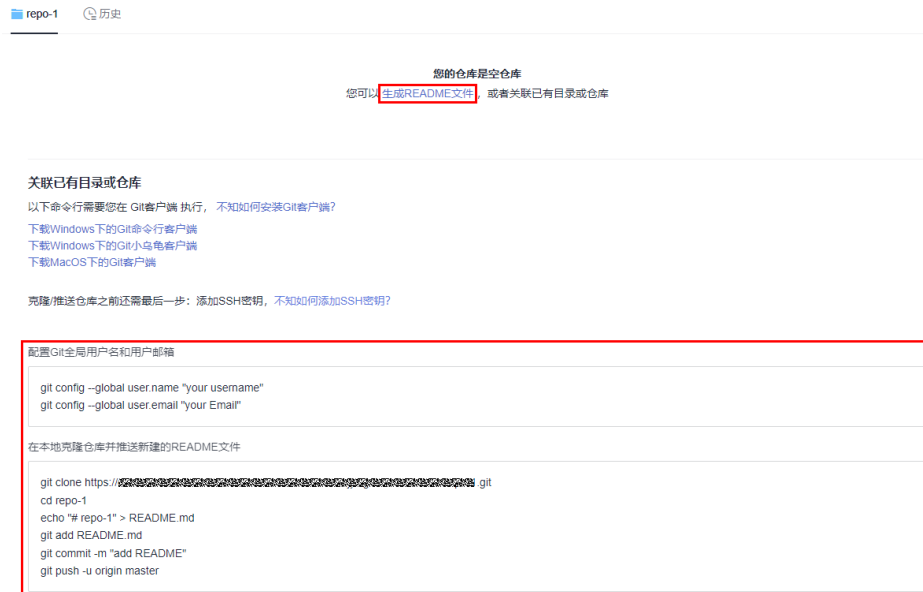 repo-1 历史
您的仓库是空仓库
您可以 生成README文件 ，或者关联已有目录或仓库
关联已有目录或仓库
以下命令行需要您在 Git客户端 执行， 不知如何安装Git客户端?
下载Windows下的Git命令行客户端
下载Windows下的Git小乌龟客户端
下载MacOS下的Git客户端
克隆/推送仓库之前还需最后一步：添加SSH密钥，不知如何添加SSH密钥?
配置Git全局用户名和用户邮箱
git config --global user.name "your username"
git config --global user.email "your Email"
在本地克隆仓库并推送新建的README文件
git clone https:// .git
cd repo-1
echo "# repo-1" > README.md
git add README.md
git commit -m "add README"
git push -u origin master